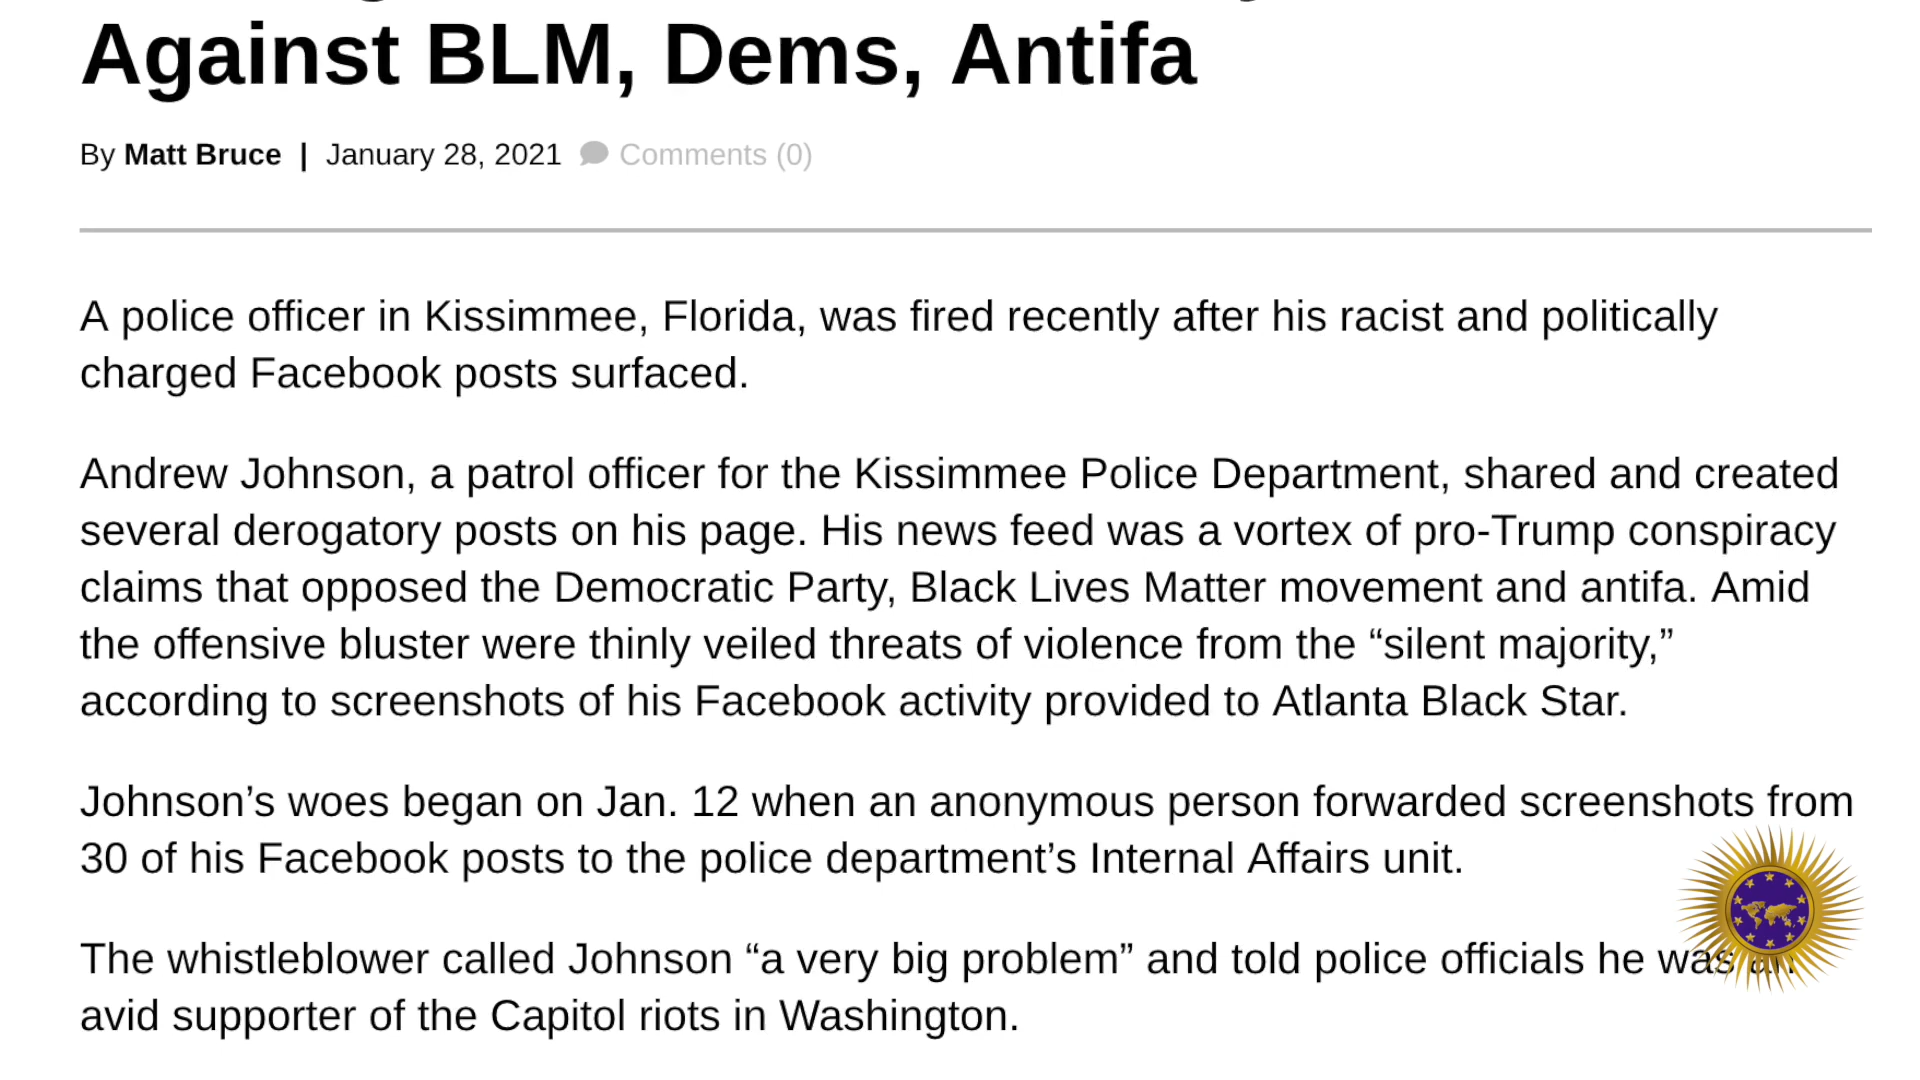 Against BLM, Dems, Antifa
By Matt Bruce | January 28, 2021 Comments (0)
A police officer in Kissimmee, Florida, was fired recently after his racist and politically
charged Facebook posts surfaced.
Andrew Johnson, a patrol officer for the Kissimmee Police Department, shared and created
several derogatory posts on his page. His news feed was a vortex of pro-Trump conspiracy
claims that opposed the Democratic Party, Black Lives Matter movement and antifa. Amid
the offensive bluster were thinly veiled threats of violence from the “silent majority,”
according to screenshots of his Facebook activity provided to Atlanta Black Star.
Johnson’s woes began on Jan. 12 when an anonymous person forwarded screenshots from
30 of his Facebook posts to the police department’s Internal Affairs unit.
The whistleblower called Johnson “a very big problem” and told police officials he was an
avid supporter of the Capitol riots in Washington.